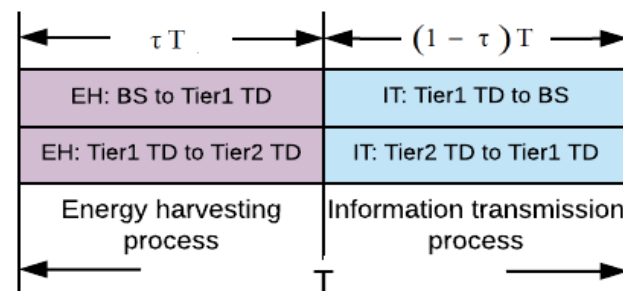 τ T (1 − τ) T
EH: BS to Tier1 TD IT: Tier1 TD to BS
EH: Tier1 TD to Tier2 TD IT: Tier2 TD to Tier1 TD
Energy harvesting Information transmission
process process
T